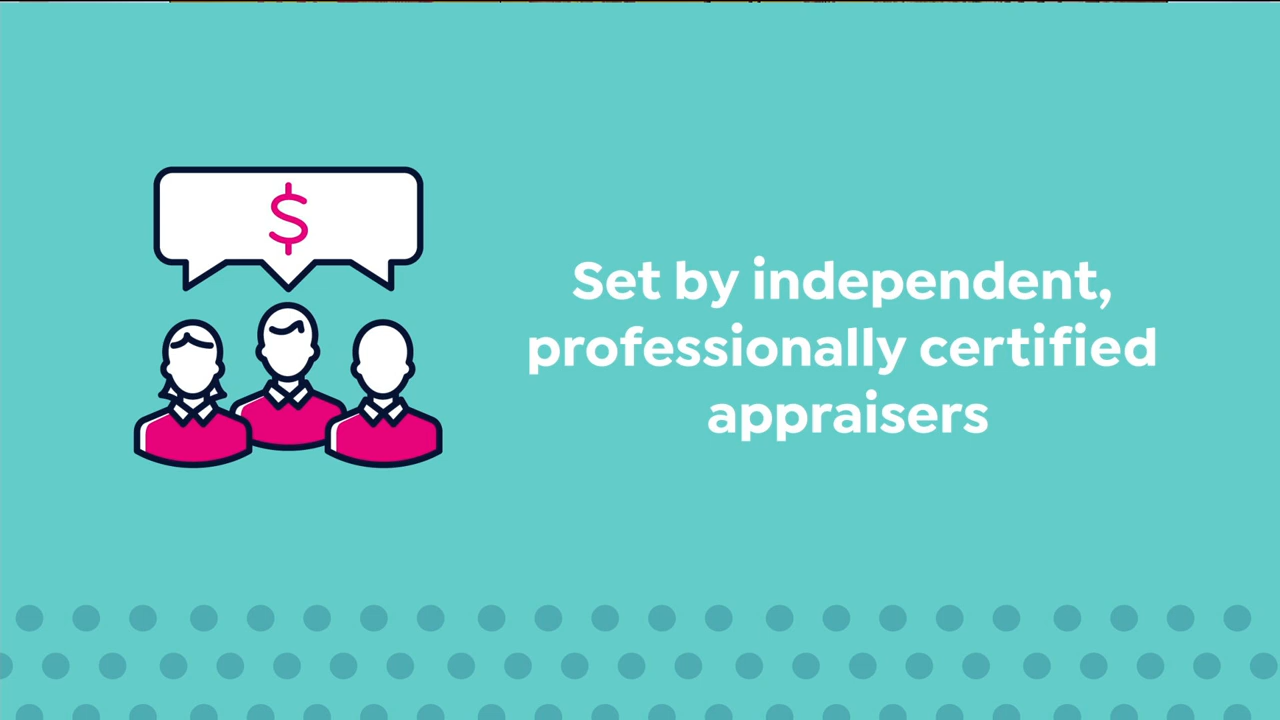 $
Set by independent,
professionally certified
appraisers